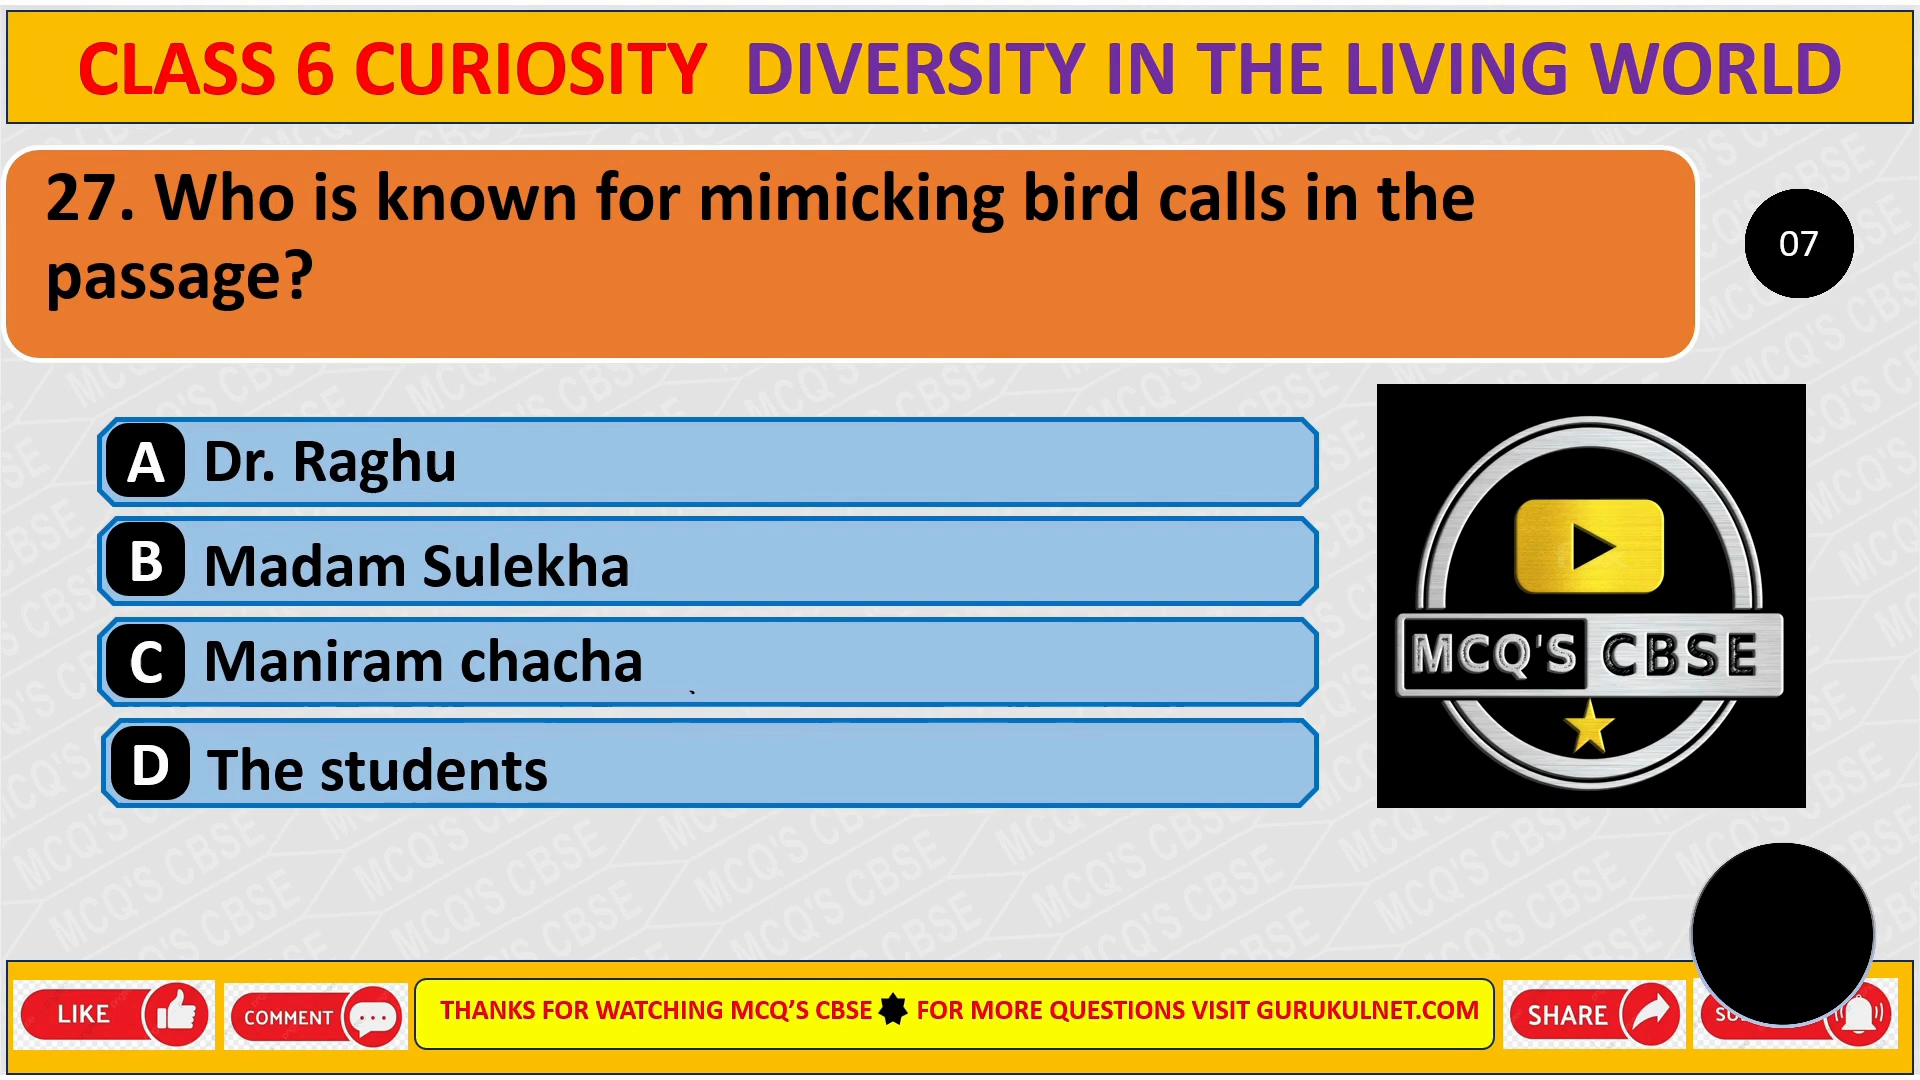 CLASS 6 CURIOSITY DIVERSITY IN THE LIVING WORLD
27. Who is known for mimicking bird calls in the
passage?
07
A Dr. Raghu
B Madam Sulekha
C Maniram chacha
D The students
MCQ'S CBSE
LIKE
COMMENT
THANKS FOR WATCHING MCQ’S CBSE FOR MORE QUESTIONS VISIT GURUKULNET.COM
SHARE